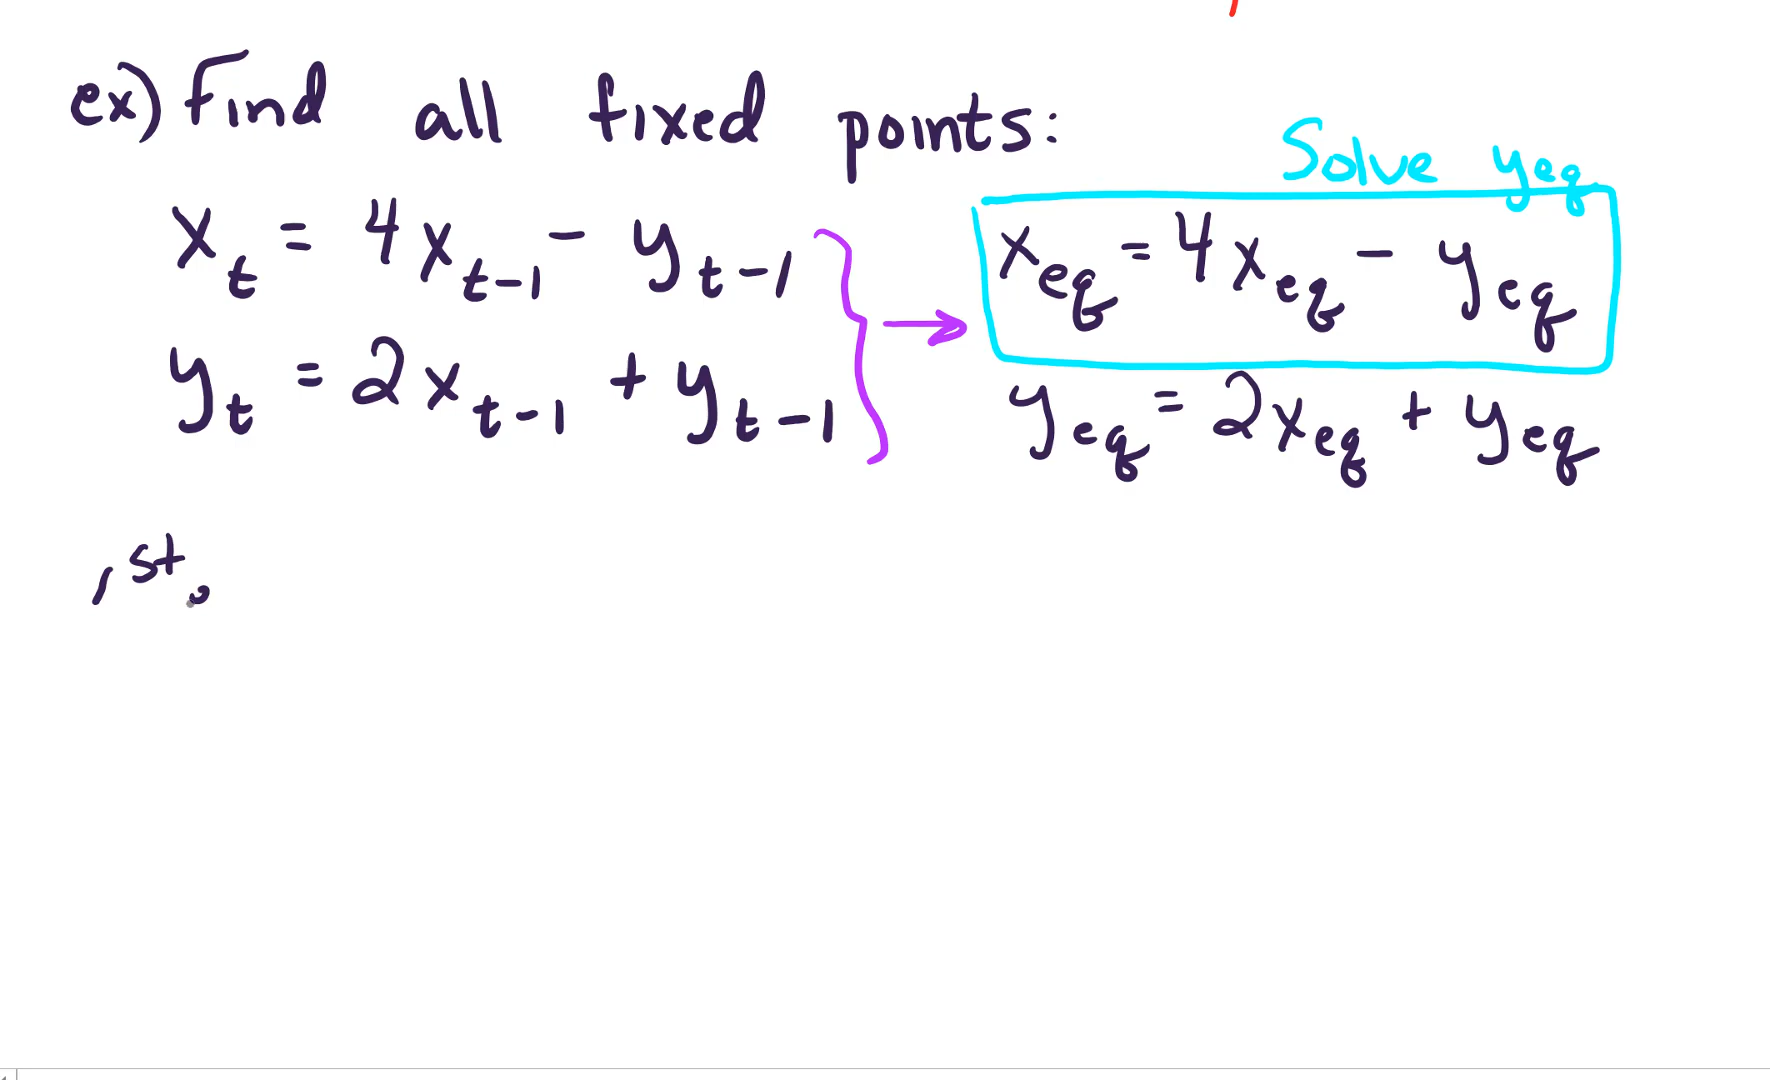 ex) Find all fixed points:
Solve yeq
xₜ = 4xₜ₋₁ - yₜ₋₁
xeq = 4xeq - yeq
yₜ = 2xₜ₋₁ + yₜ₋₁
yeq = 2xeq + yeq
1st.